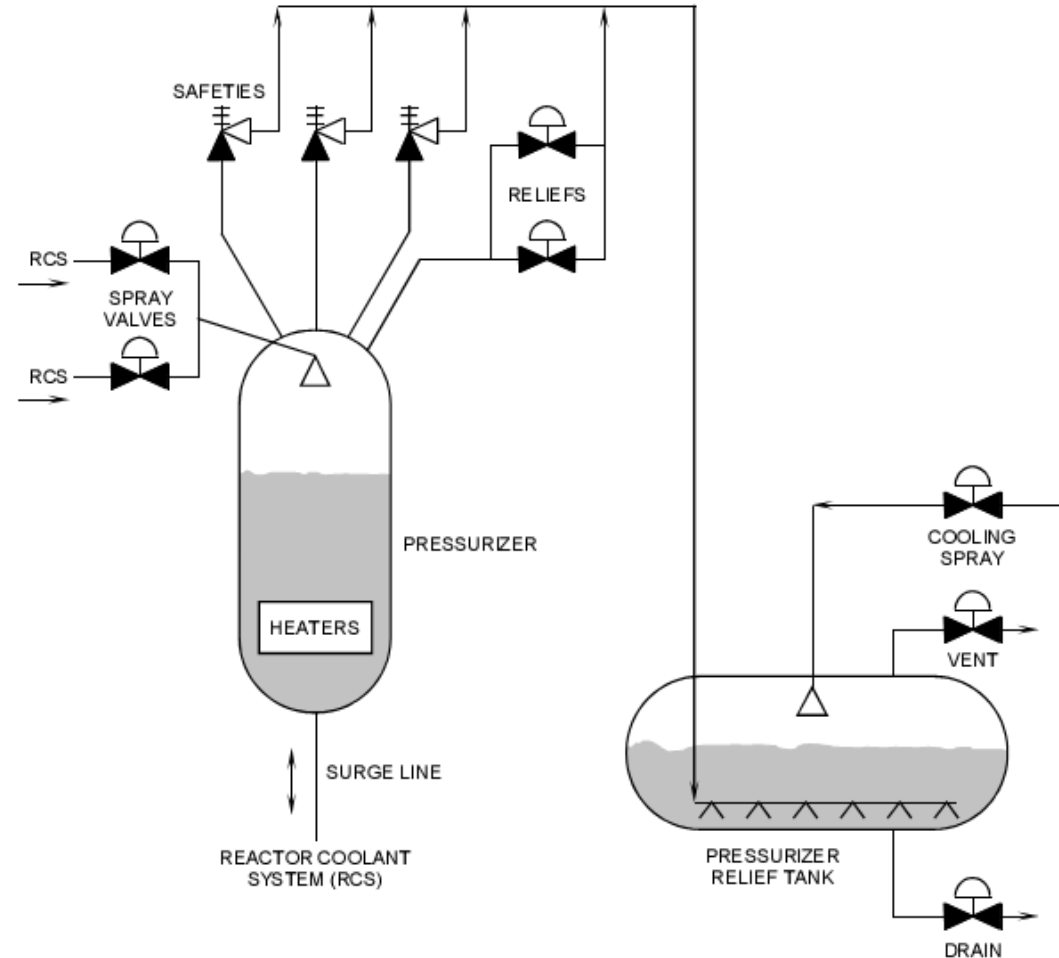 SAFETIES
RELIEFS
RCS
SPRAY
VALVES
RCS
PRESSURIZER
HEATERS
SURGE LINE
REACTOR COOLANT
SYSTEM (RCS)
COOLING
SPRAY
VENT
PRESSURIZER
RELIEF TANK
DRAIN